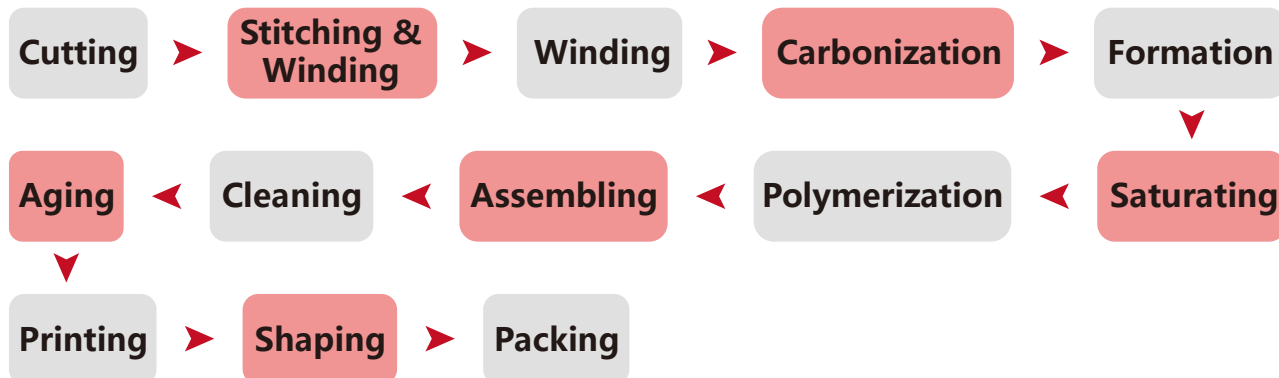 Cutting
Stitching &
Winding
Winding
Carbonization
Formation
Saturating
Polymerization
Assembling
Cleaning
Aging
Printing
Shaping
Packing